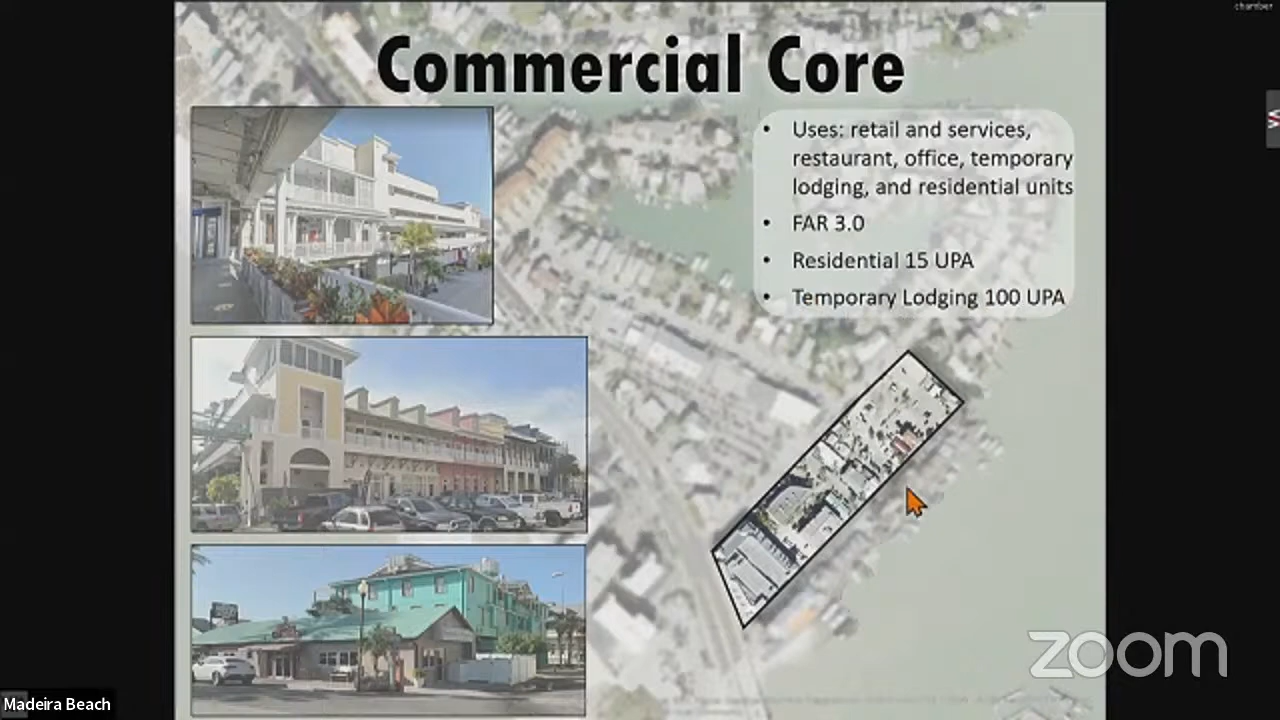 chamber
Commercial Core
• Uses: retail and services,
restaurant, office, temporary
lodging, and residential units
• FAR 3.0
• Residential 15 UPA
• Temporary Lodging 100 UPA
zoom
Madeira Beach